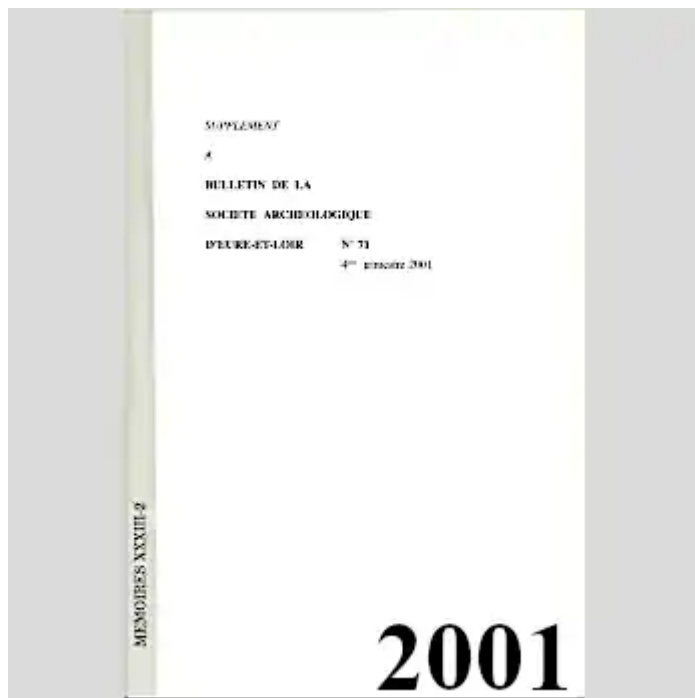 SUPPLEMENT
A
BULLETIN DE LA
SOCIETE ARCHEOLOGIQUE
D'EURE-ET-LOIR N° 71
4ème trimestre 2001
MEMOIRES XXXIII-2
2001